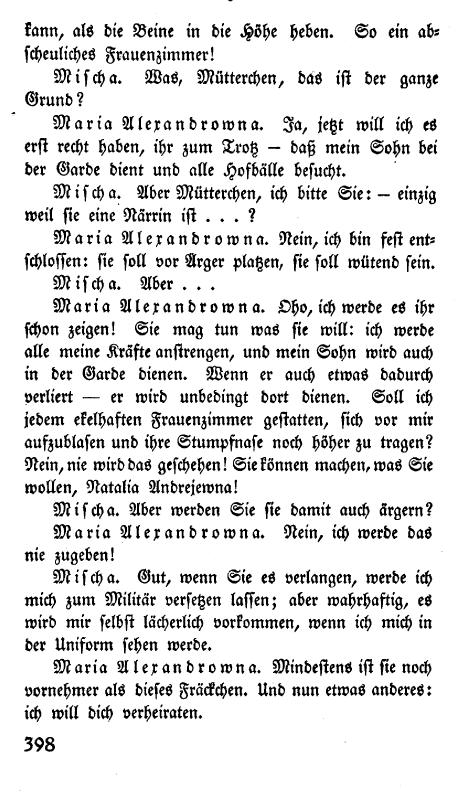 kann, als die Beine in die Höhe heben. So ein ab-
scheuliches Frauenzimmer!
Mischa. Was, Mütterchen, das ist der ganze
Grund?
Maria Alexandrowna. Ja, jetzt will ich es
erst recht haben, ihr zum Trotz — daß mein Sohn bei
der Garde dient und alle Hofbälle besucht.
Mischa. Aber Mütterchen, ich bitte Sie: — einzig
weil sie eine Närrin ist . . . ?
Maria Alexandrowna. Nein, ich bin fest ent-
schlossen: sie soll vor Ärger platzen, sie soll wütend sein.
Mischa. Aber . . .
Maria Alexandrowna. Oho, ich werde es ihr
schon zeigen! Sie mag tun was sie will: ich werde
alle meine Kräfte anstrengen, und mein Sohn wird auch
in der Garde dienen. Wenn er auch etwas dadurch
verliert — er wird unbedingt dort dienen. Soll ich
jedem ekelhaften Frauenzimmer gestatten, sich vor mir
aufzublasen und ihre Stumpfnase noch höher zu tragen?
Nein, nie wird das geschehen! Sie können machen, was Sie
wollen, Natalia Andrejewna!
Mischa. Aber werden Sie sie damit auch ärgern?
Maria Alexandrowna. Nein, ich werde das
nie zugeben!
Mischa. Gut, wenn Sie es verlangen, werde ich
mich zum Militär versetzen lassen; aber wahrhaftig, es
wird mir selbst lächerlich vorkommen, wenn ich mich in
der Uniform sehen werde.
Maria Alexandrowna. Mindestens ist sie noch
vornehmer als dieses Fräckchen. Und nun etwas anderes:
ich will dich verheiraten.
398